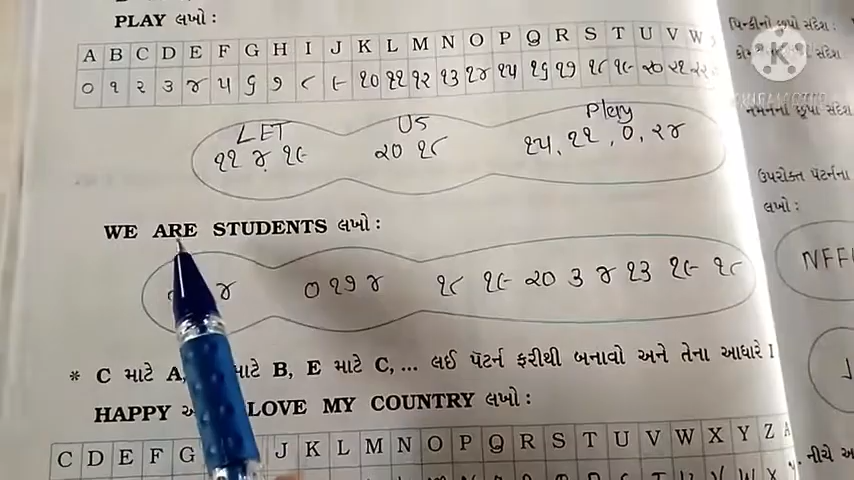 PLAY લખો :
A B C D E F G H I J K L M N O P Q R S T U V W
૦ ૧ ૨ ૩ ૪ ૫ ૬ ૭ ૮ ૯ ૧૦ ૧૧ ૧૨ ૧૩ ૧૪ ૧૫ ૧૬ ૧૭ ૧૮ ૧૯ ૨૦ ૨૧ ૨૨
LET US Play
૧૧ ૪ ૧૯ ૨૦ ૧૮ ૧૫, ૧૧, ૦, ૨૪
WE ARE STUDENTS લખો :
૪ ૦ ૧૭ ૪ ૧૮ ૧૯ ૨૦ ૩ ૪ ૧૩ ૧૯ ૧૮
* C માટે A, માટે B, E માટે C, ... લઈ પૅટર્ન ફરીથી બનાવો અને તેના આધારે I
HAPPY LOVE MY COUNTRY લખો :
C D E F G J K L M N O P Q R S T U V W X Y Z A
પિન્કીનો છૂપો સંદેશ :
નમનનો છૂપો સંદેશ
ઉપરોક્ત પૅટર્નના
લખો :
NFF
નીચે